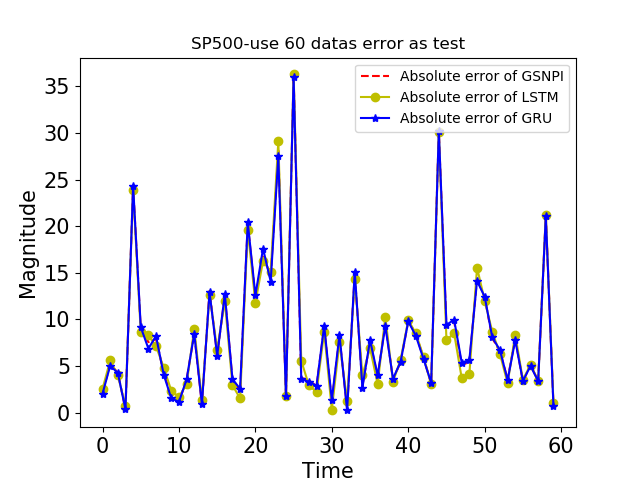 SP500-use 60 datas error as test
Absolute error of GSNPI
Absolute error of LSTM
Absolute error of GRU
Magnitude
35
30
25
20
15
10
5
0
0 10 20 30 40 50 60
Time